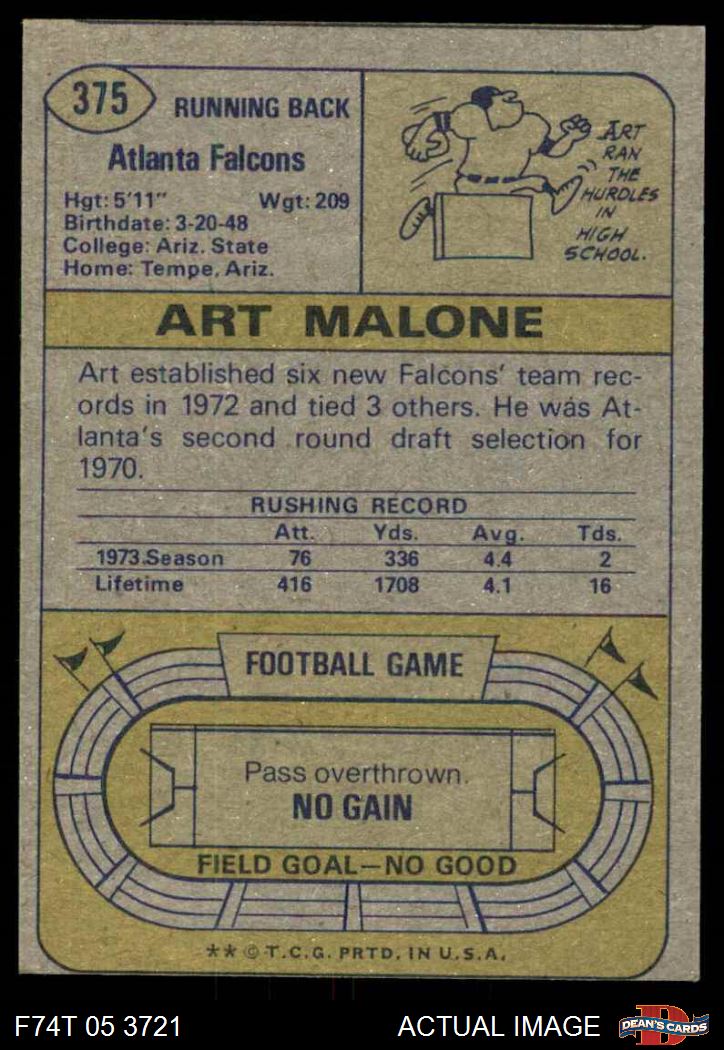 375
RUNNING BACK
Atlanta Falcons
Hgt: 5'11" Wgt: 209
Birthdate: 3-20-48
College: Ariz. State
Home: Tempe, Ariz.
ART
RAN
THE
HURDLES
IN
HIGH
SCHOOL.
ART MALONE
Art established six new Falcons' team rec-
ords in 1972 and tied 3 others. He was At-
lanta's second round draft selection for
1970.
RUSHING RECORD
Att. Yds. Avg. Tds.
1973 Season 76 336 4.4 2
Lifetime 416 1708 4.1 16
FOOTBALL GAME
Pass overthrown.
NO GAIN
FIELD GOAL—NO GOOD
** © T.C.G. PRTD. IN U.S.A.
F74T 05 3721 ACTUAL IMAGE
D
DEAN'S CARDS